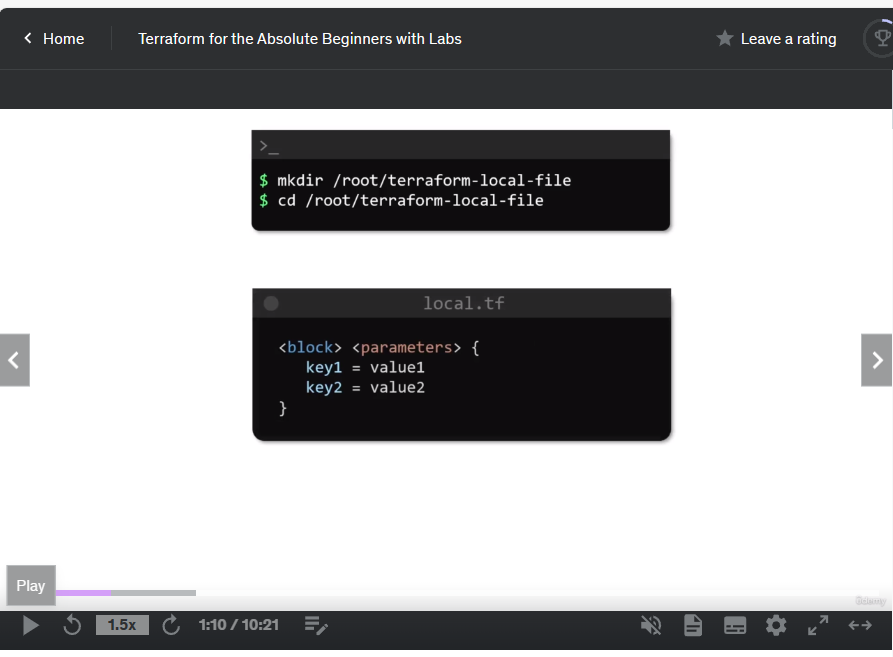 Home
Terraform for the Absolute Beginners with Labs
Leave a rating
>_
$ mkdir /root/terraform-local-file
$ cd /root/terraform-local-file
local.tf
<block> <parameters> {
key1 = value1
key2 = value2
}
Play
Udemy
1.5x
1:10 / 10:21